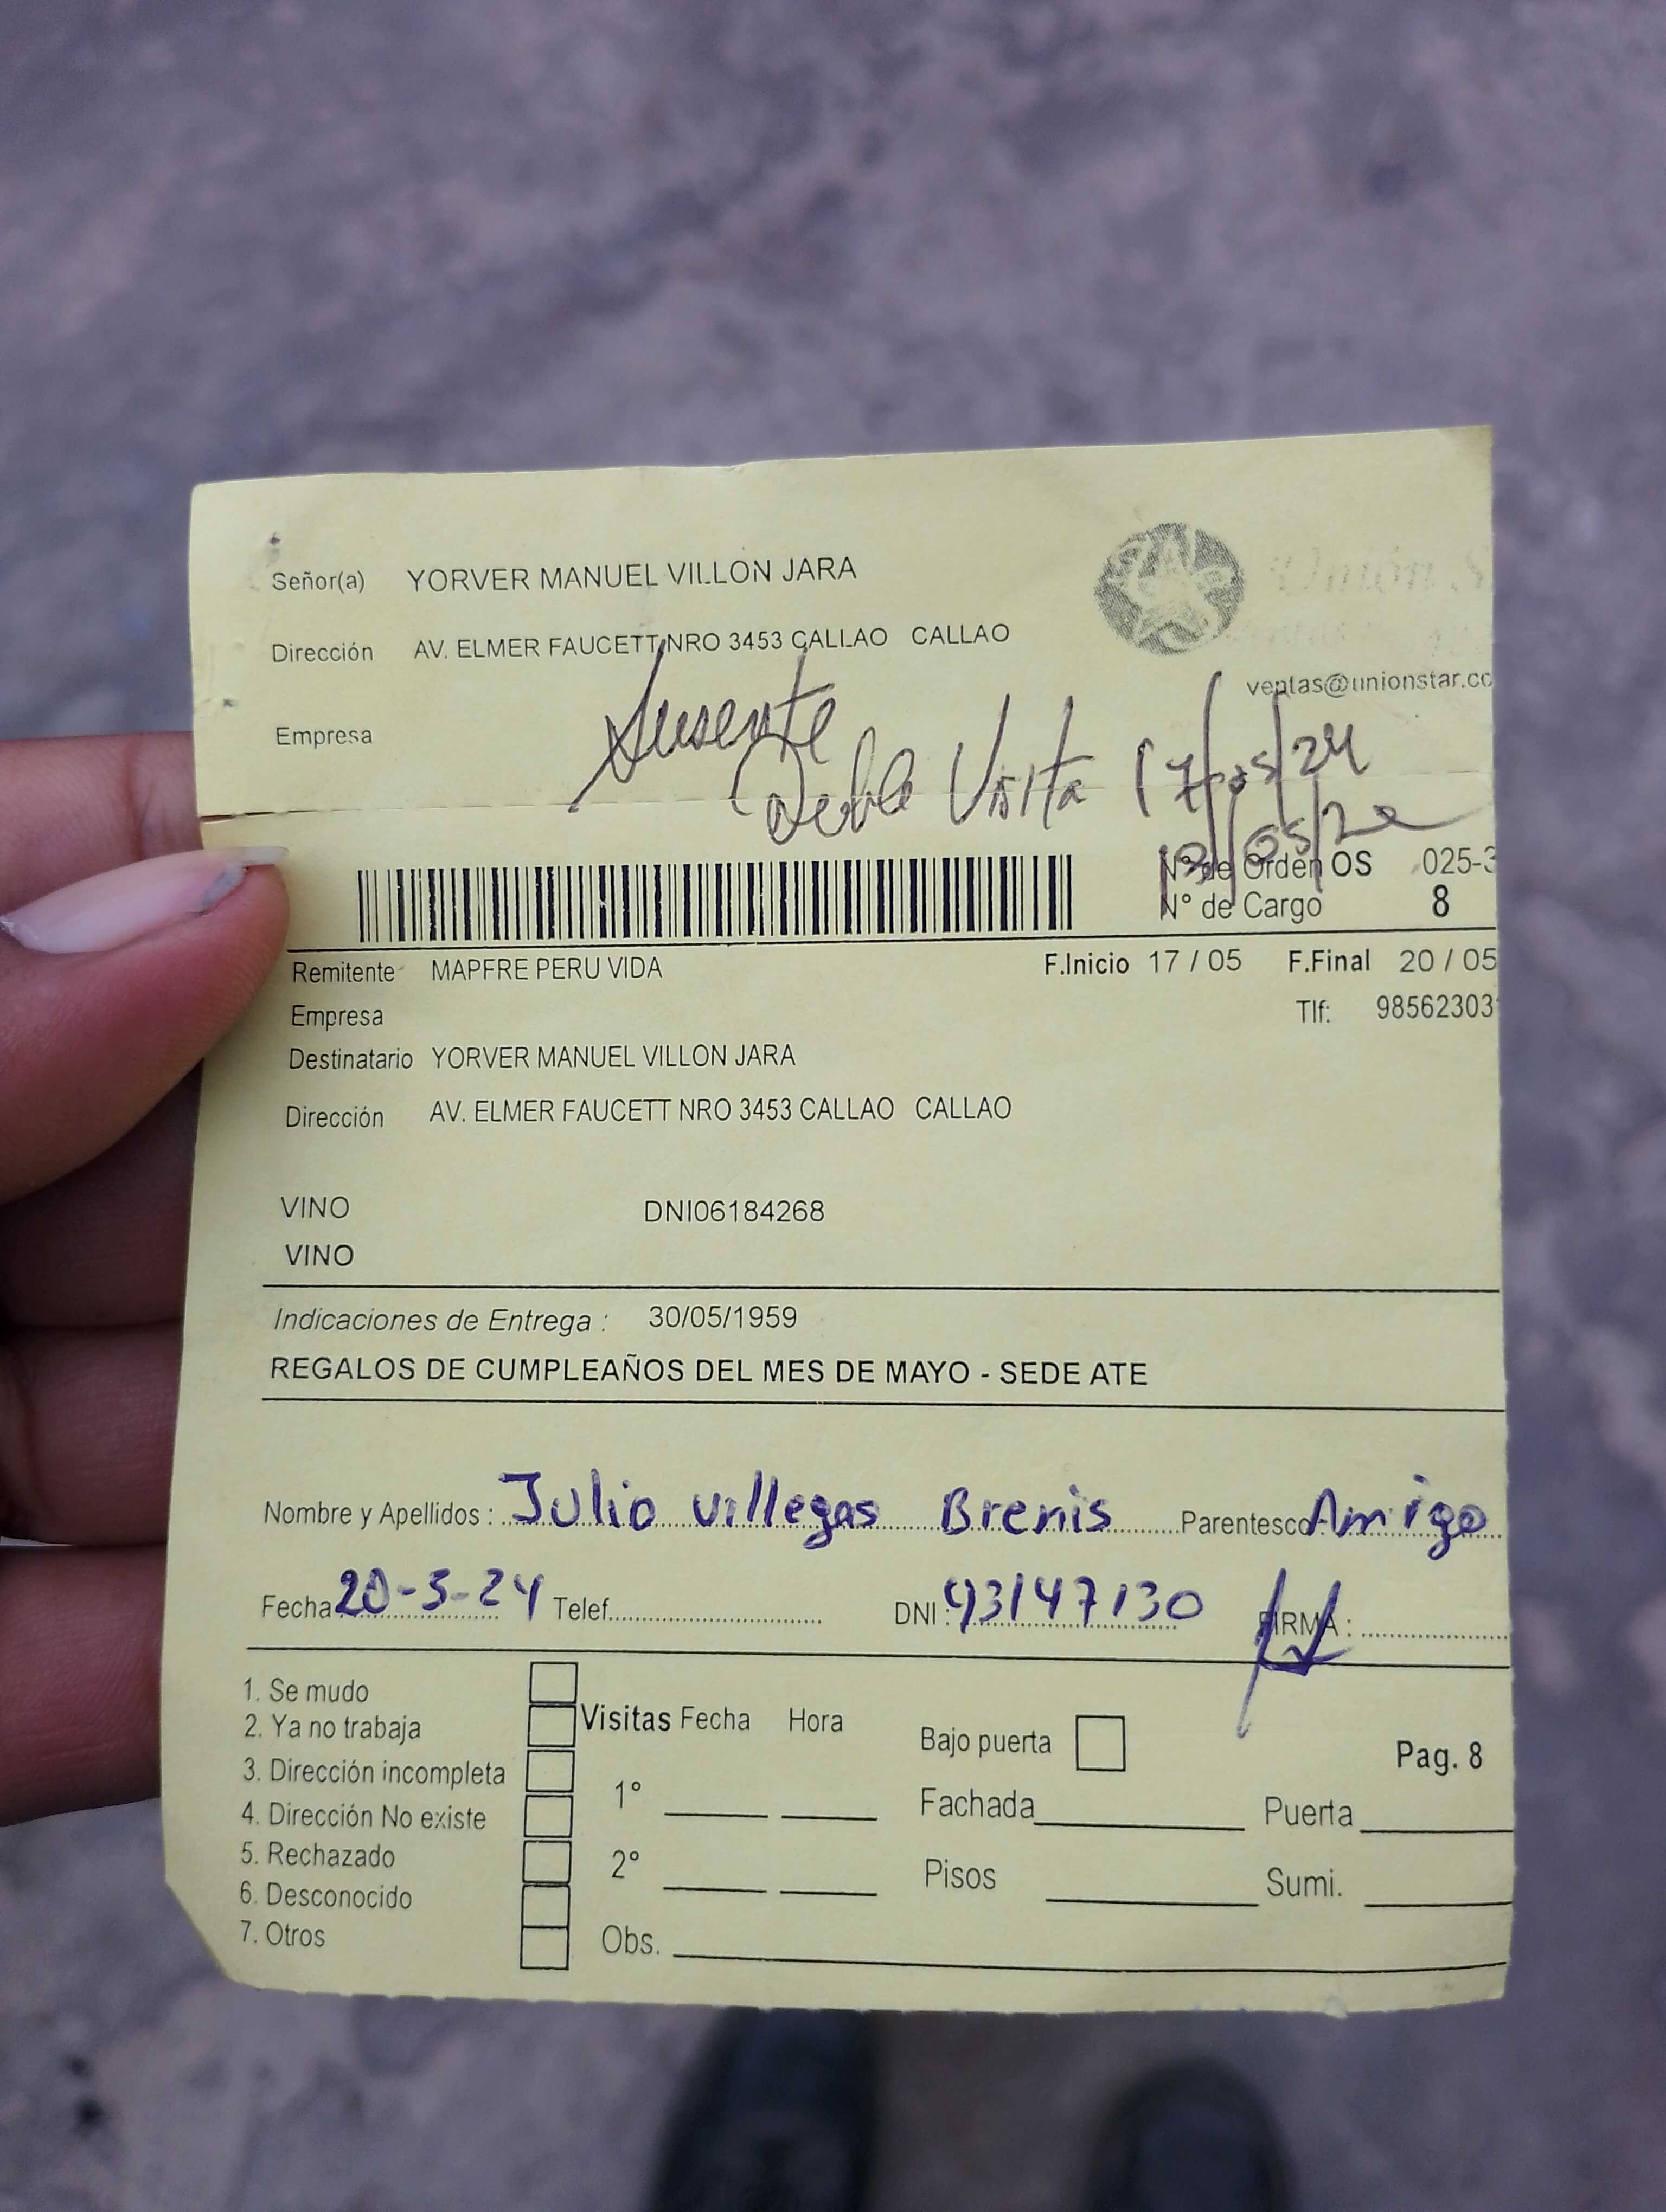 Señor(a) YORVER MANUEL VILLON JARA
Dirección AV. ELMER FAUCETT NRO 3453 CALLAO CALLAO
ventas@unionstar.cc
Empresa
Ausente
Doble Visita 17/05/24
N° de Orden OS 025-3
N° de Cargo 8
Remitente MAPFRE PERU VIDA F.Inicio 17 / 05 F.Final 20 / 05
Empresa Tlf: 98562303
Destinatario YORVER MANUEL VILLON JARA
Dirección AV. ELMER FAUCETT NRO 3453 CALLAO CALLAO
VINO DNI06184268
VINO
Indicaciones de Entrega : 30/05/1959
REGALOS DE CUMPLEAÑOS DEL MES DE MAYO - SEDE ATE
Nombre y Apellidos : Julio villegas Brenis Parentesco: Amigo
Fecha 20-5-24 Telef. DNI : 43147130 FIRMA :
1. Se mudo
2. Ya no trabaja Visitas Fecha Hora Bajo puerta Pag. 8
3. Dirección incompleta 1°
4. Dirección No existe Fachada Puerta
5. Rechazado 2° Pisos Sumi.
6. Desconocido
7. Otros Obs.